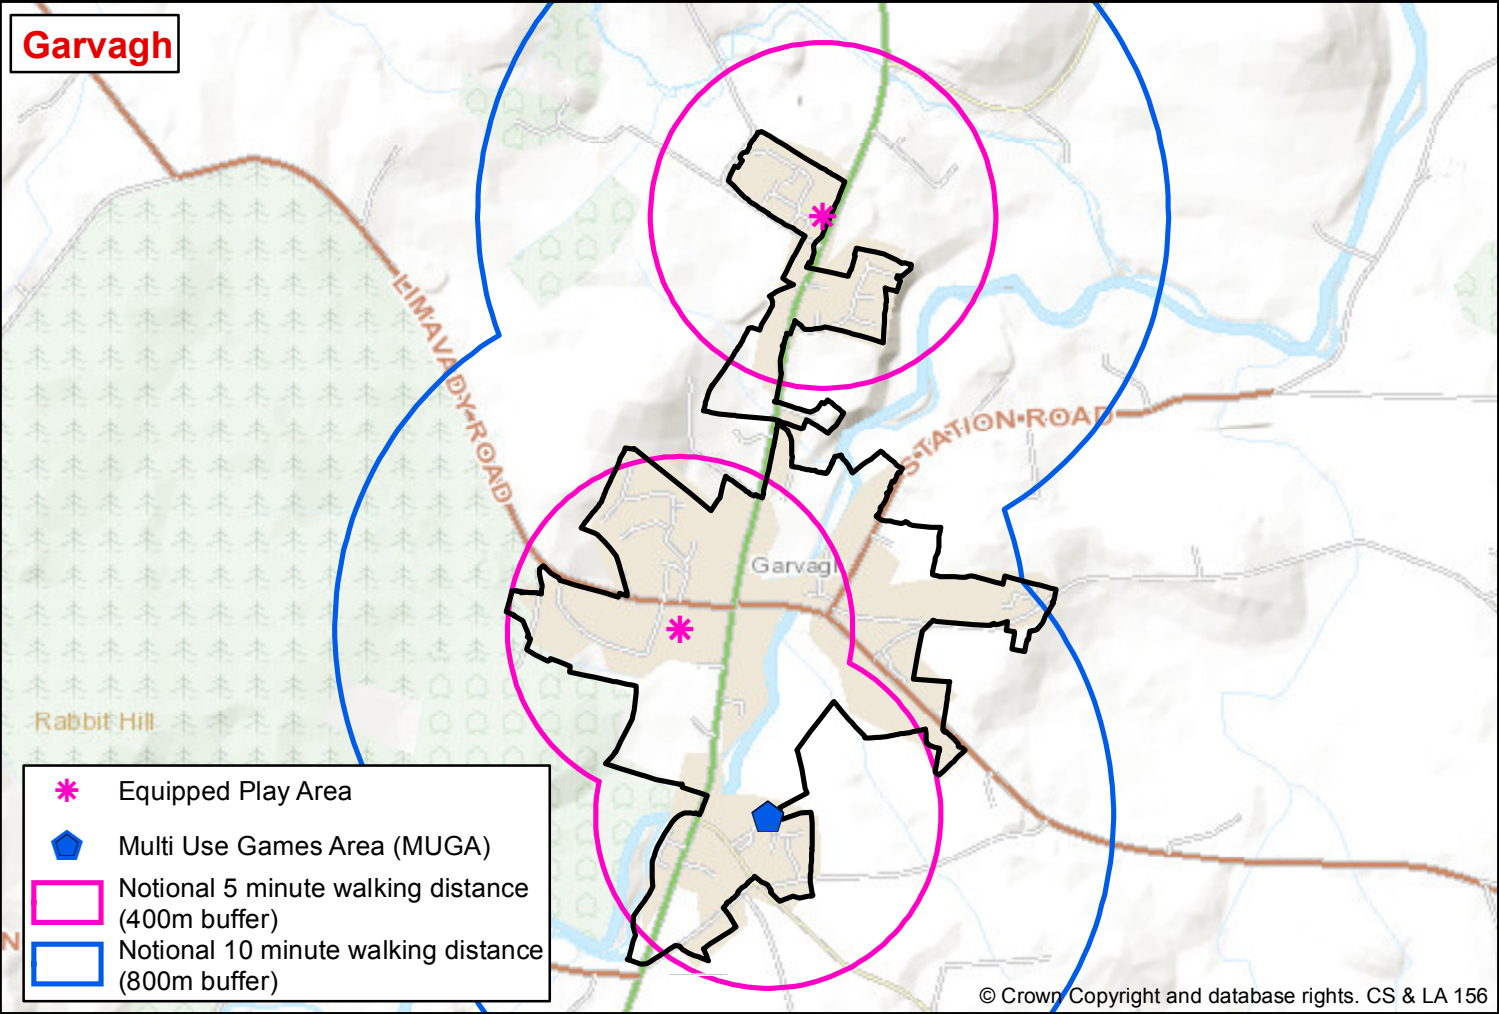 Garvagh
LIMAVADY ROAD
STATION ROAD
Garvagh
Rabbit Hill
Equipped Play Area
Multi Use Games Area (MUGA)
Notional 5 minute walking distance
(400m buffer)
Notional 10 minute walking distance
(800m buffer)
N
© Crown Copyright and database rights. CS & LA 156